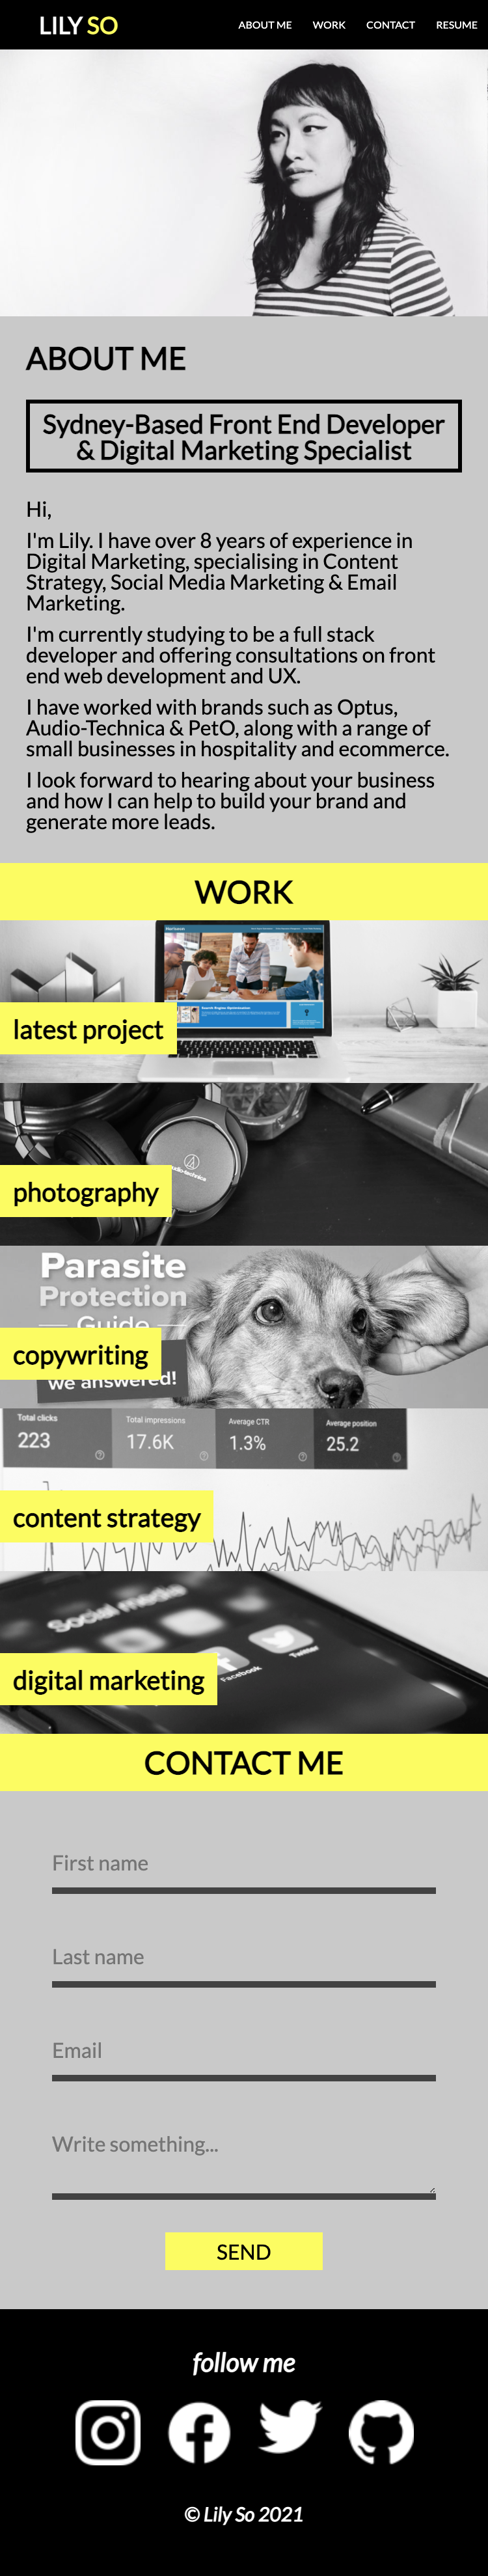 LILY SO
ABOUT ME
WORK
CONTACT
RESUME
ABOUT ME
Sydney-Based Front End Developer
& Digital Marketing Specialist
Hi,
I'm Lily. I have over 8 years of experience in
Digital Marketing, specialising in Content
Strategy, Social Media Marketing & Email
Marketing.
I'm currently studying to be a full stack
developer and offering consultations on front
end web development and UX.
I have worked with brands such as Optus,
Audio-Technica & PetO, along with a range of
small businesses in hospitality and ecommerce.
I look forward to hearing about your business
and how I can help to build your brand and
generate more leads.
WORK
Search Engine Optimization
latest project
audio-technica
photography
Parasite
Protection
Guide
copywriting
we answered!
Total clicks
223
Total impressions
17.6K
Average CTR
1.3%
Average position
25.2
content strategy
Social media
Twitter
Facebook
digital marketing
CONTACT ME
First name
Last name
Email
Write something...
SEND
follow me
© Lily So 2021